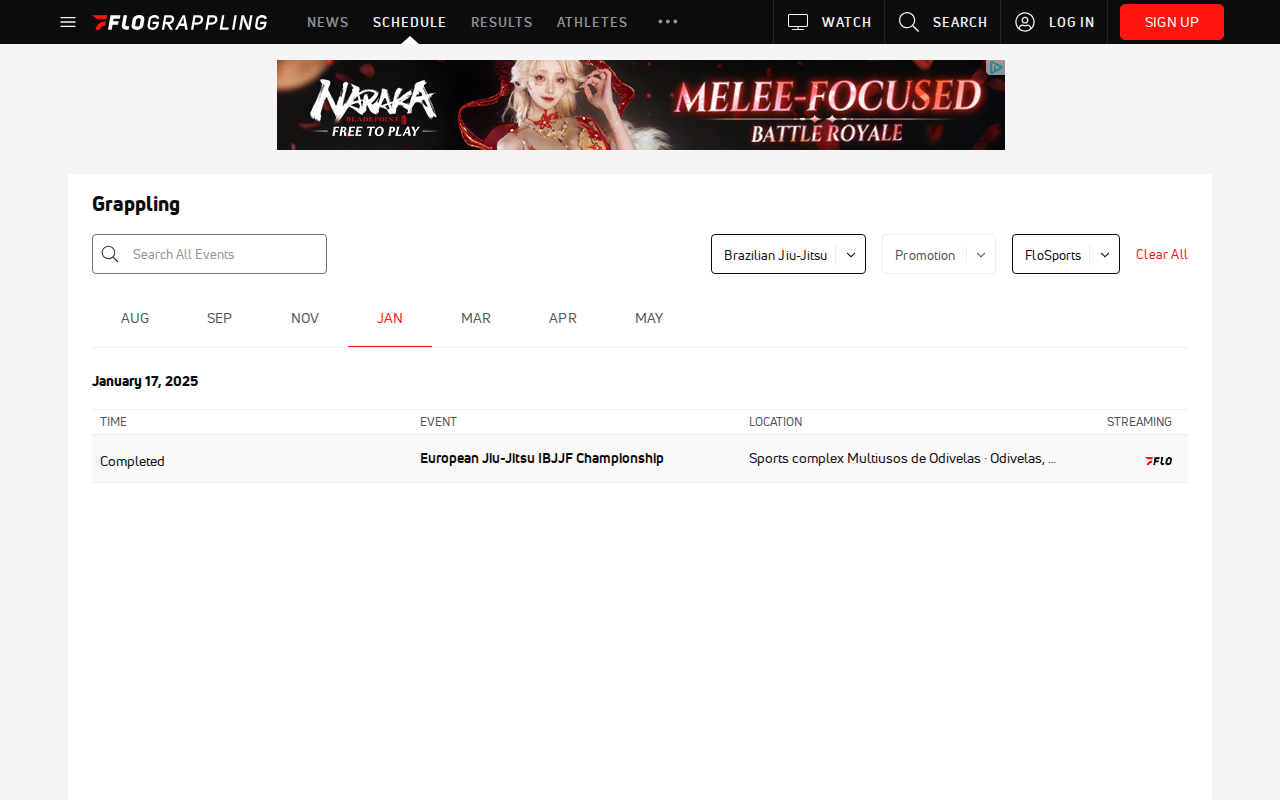 FLOGRAPPLING
NEWS
SCHEDULE
RESULTS
ATHLETES
WATCH
SEARCH
LOG IN
SIGN UP
NARAKA
BLADEPOINT
FREE TO PLAY
MELEE-FOCUSED
BATTLE ROYALE
Grappling
Search All Events
Brazilian Jiu-Jitsu
Promotion
FloSports
Clear All
AUG
SEP
NOV
JAN
MAR
APR
MAY
January 17, 2025
TIME
EVENT
LOCATION
STREAMING
Completed
European Jiu-Jitsu IBJJF Championship
Sports complex Multiusos de Odivelas · Odivelas, ...
FLO